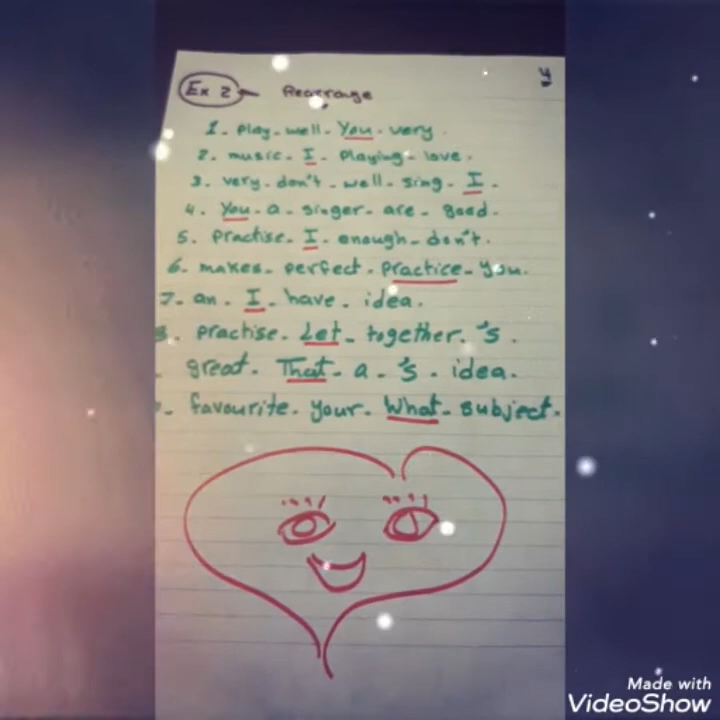 4
Ex 2 - Rearrange
1- play - well - You - very.
2- music - I - playing - love.
3- very - don't - well - sing - I.
4- You - a - singer - are - good.
5- practise - I - enough - don't.
6- makes - perfect - practice - you.
7- an - I - have - idea.
8- practise - Let - together - 's.
- great - That - a - 's - idea.
- favourite - your - What - subject.
Made with
VideoShow